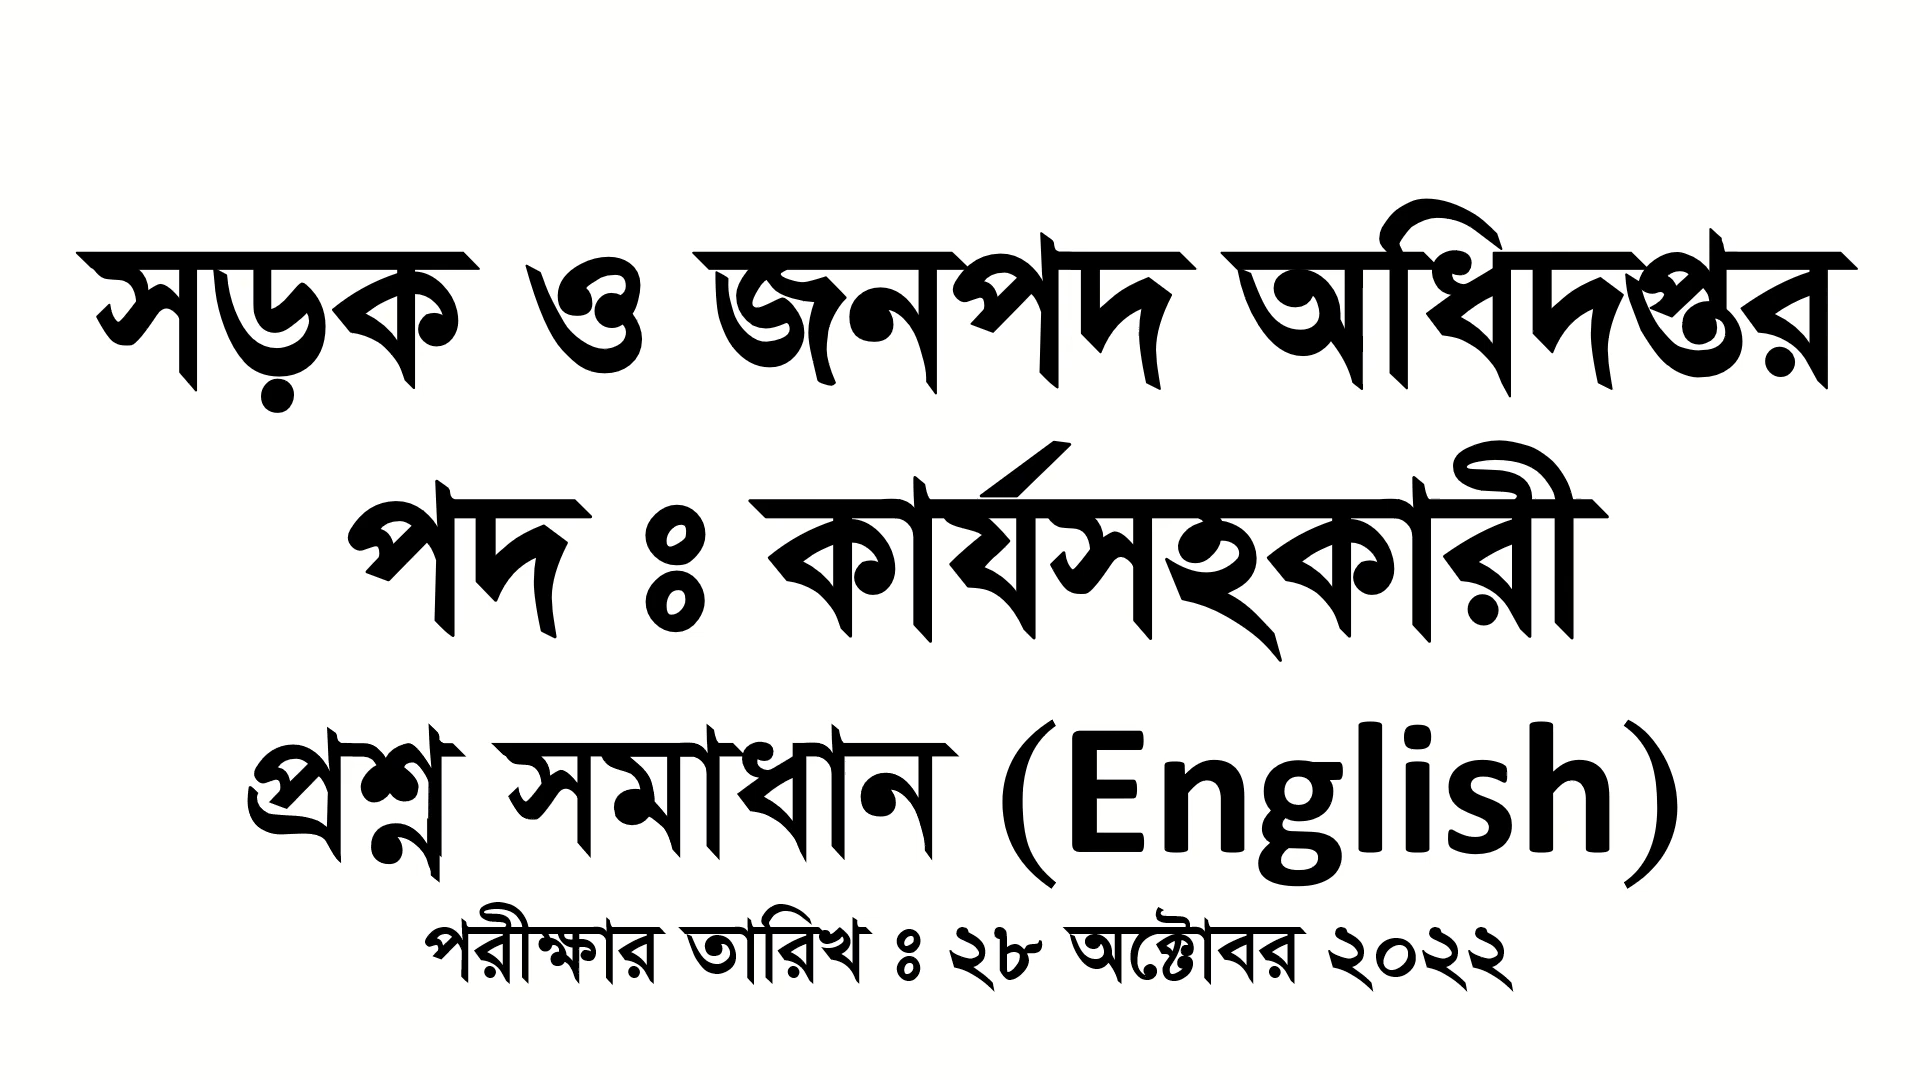 সড়ক ও জনপদ অধিদপ্তর
পদ ঃ কার্যসহকারী
প্রশ্ন সমাধান (English)
পরীক্ষার তারিখ ঃ ২৮ অক্টোবর ২০২২